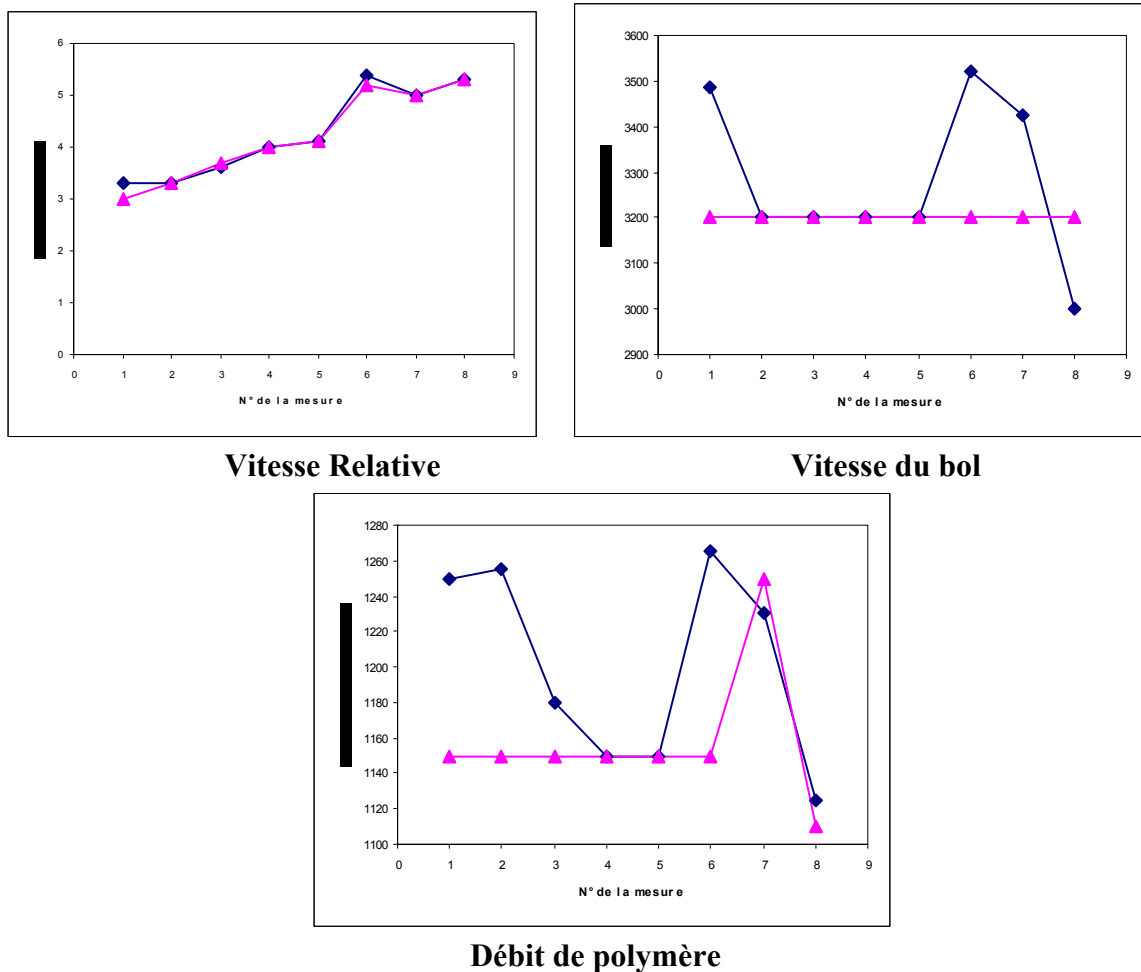 6
5
4
3
2
1
0
0 1 2 3 4 5 6 7 8 9
N° de la mesure
Vitesse Relative
3600
3500
3400
3300
3200
3100
3000
2900
0 1 2 3 4 5 6 7 8 9
N° de la mesure
Vitesse du bol
1280
1260
1240
1220
1200
1180
1160
1140
1120
1100
0 1 2 3 4 5 6 7 8 9
N° de la mesure
Débit de polymère